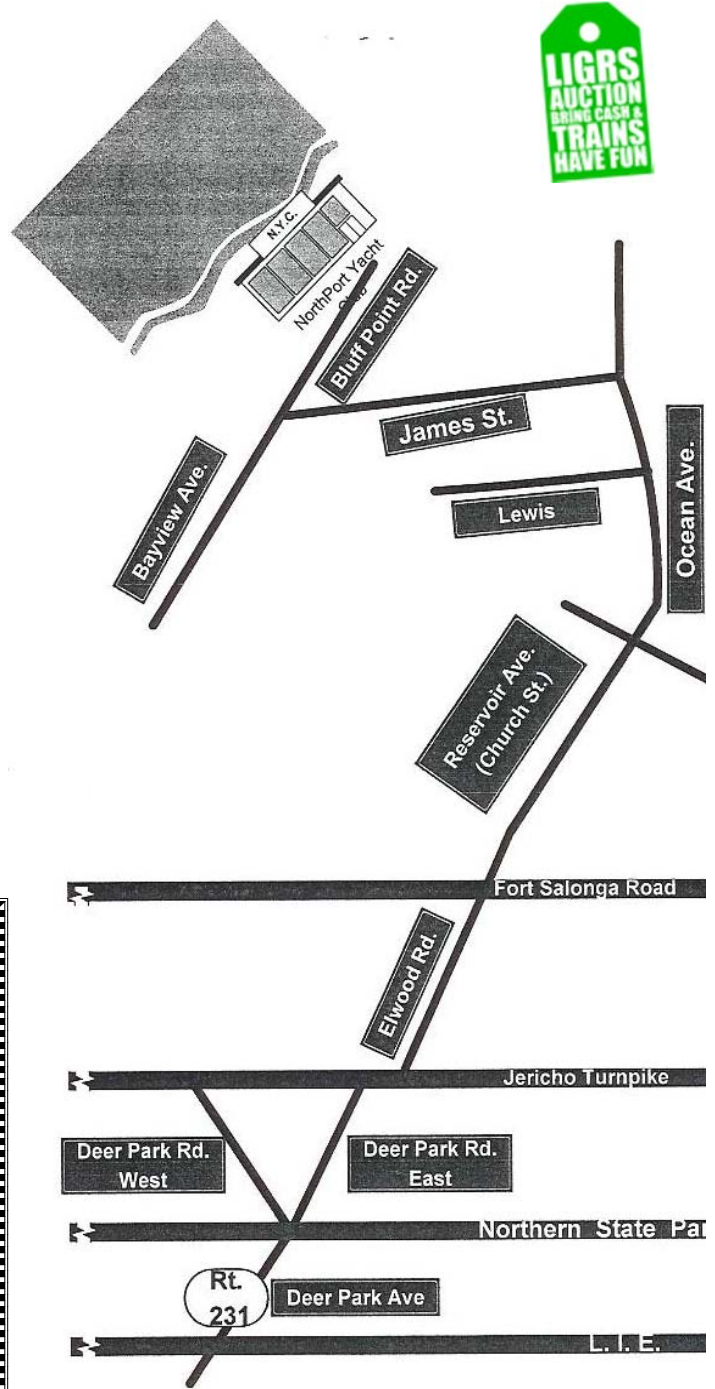 LIGRS
AUCTION
BRING CASH &
TRAINS
HAVE FUN
N.Y.C.
NorthPort Yacht
Bluff Point Rd.
James St.
Bayview Ave.
Lewis
Ocean Ave.
Reservoir Ave.
(Church St.)
Fort Salonga Road
Elwood Rd.
Jericho Turnpike
Deer Park Rd.
West
Deer Park Rd.
East
Northern State Par
Rt.
231
Deer Park Ave
L. I. E.